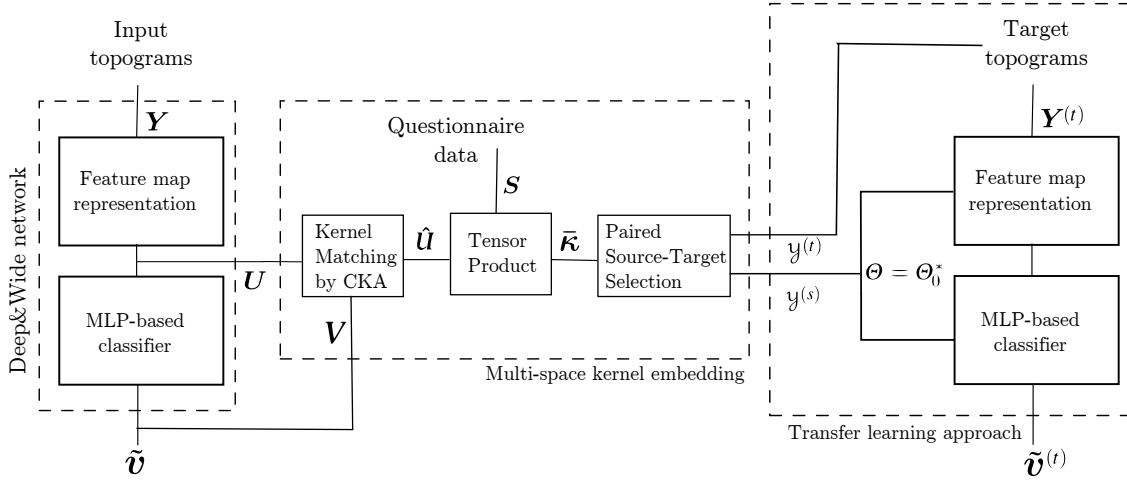 Input
topograms
Y
Deep&Wide network
Feature map
representation
U
MLP-based
classifier
ṽ
Questionnaire
data
S
Kernel
Matching
by CKA
V
Û
Tensor
Product
κ̄
Paired
Source-Target
Selection
Multi-space kernel embedding
y(t)
y(s)
Target
topograms
Y(t)
Feature map
representation
Θ = Θ0*
MLP-based
classifier
Transfer learning approach
ṽ(t)